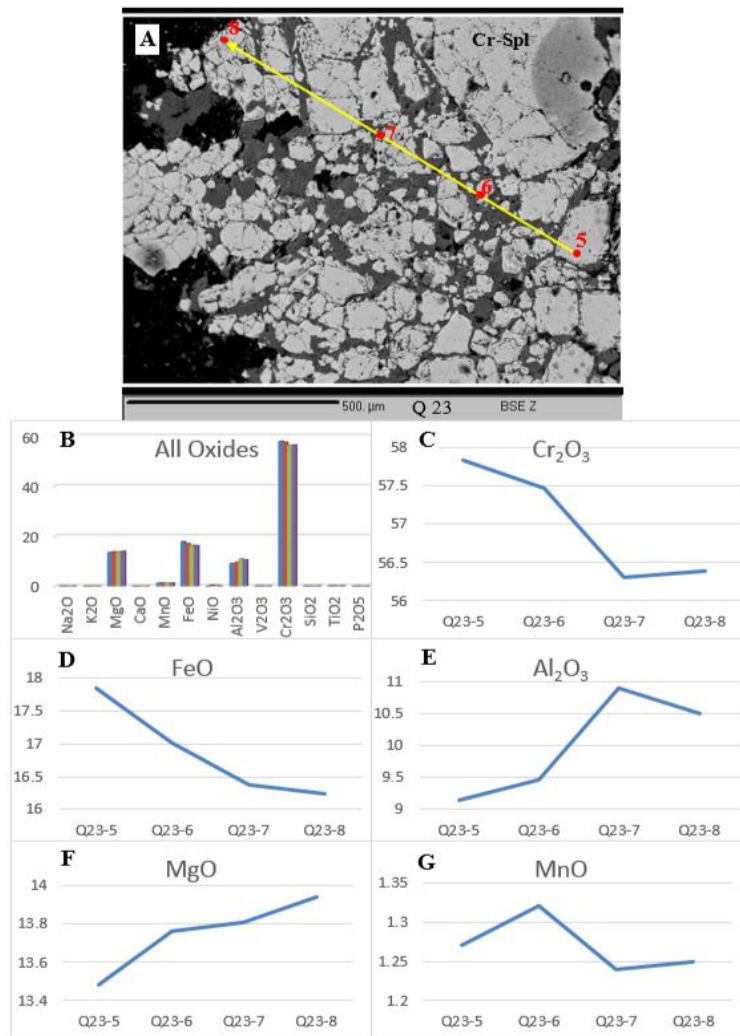 A
8
Cr-Spl
7
6
5
500. µm Q 23 BSE Z
B
All Oxides
60
40
20
0
Na2O
K2O
MgO
CaO
MnO
FeO
NiO
Al2O3
V2O3
Cr2O3
SiO2
TiO2
P2O5
C
Cr₂O₃
58
57.5
57
56.5
56
Q23-5 Q23-6 Q23-7 Q23-8
D
FeO
18
17.5
17
16.5
16
Q23-5 Q23-6 Q23-7 Q23-8
E
Al₂O₃
11
10.5
10
9.5
9
Q23-5 Q23-6 Q23-7 Q23-8
F
MgO
14
13.8
13.6
13.4
Q23-5 Q23-6 Q23-7 Q23-8
G
MnO
1.35
1.3
1.25
1.2
Q23-5 Q23-6 Q23-7 Q23-8